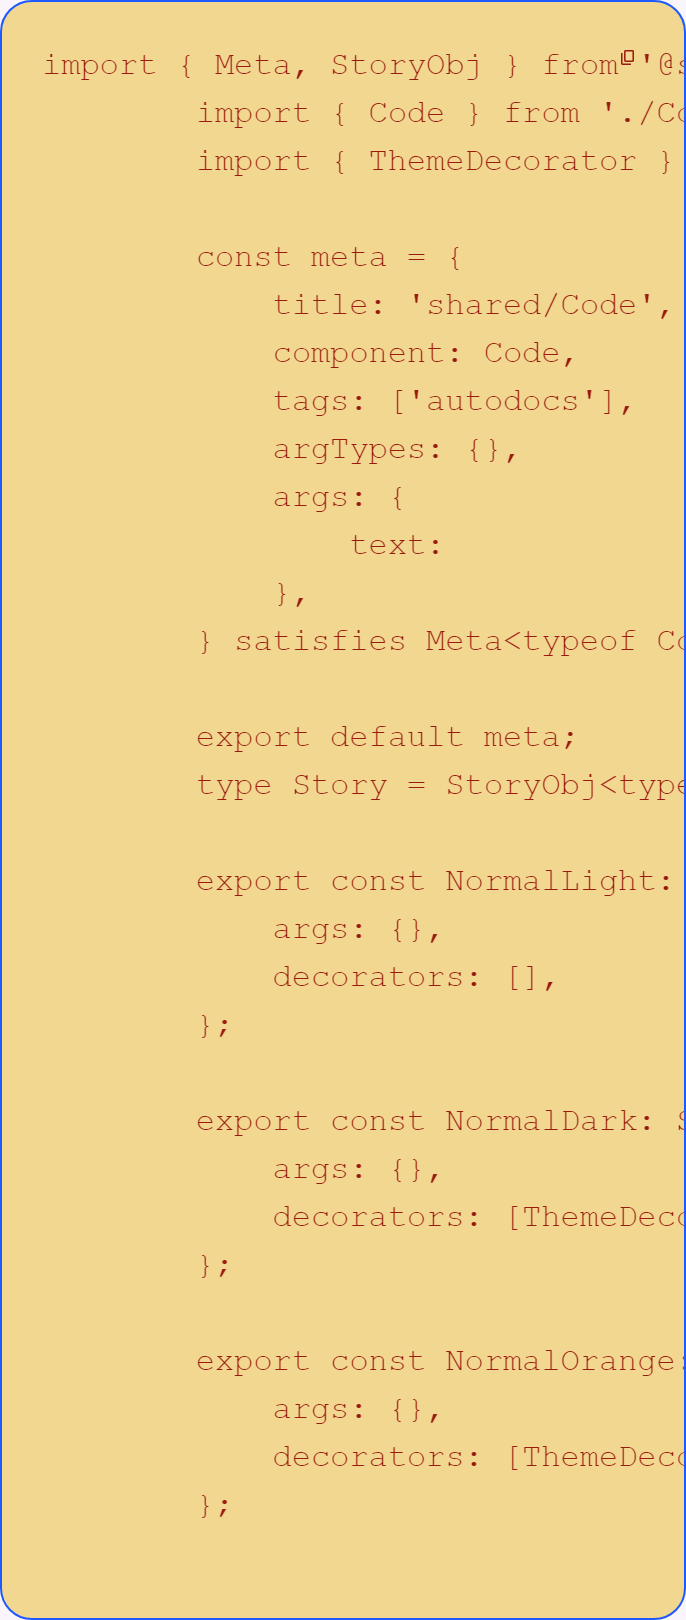 import { Meta, StoryObj } from '@s
import { Code } from './Co
import { ThemeDecorator }
const meta = {
title: 'shared/Code',
component: Code,
tags: ['autodocs'],
argTypes: {},
args: {
text:
},
} satisfies Meta<typeof Co
export default meta;
type Story = StoryObj<type
export const NormalLight:
args: {},
decorators: [],
};
export const NormalDark: S
args: {},
decorators: [ThemeDeco
};
export const NormalOrange:
args: {},
decorators: [ThemeDeco
};